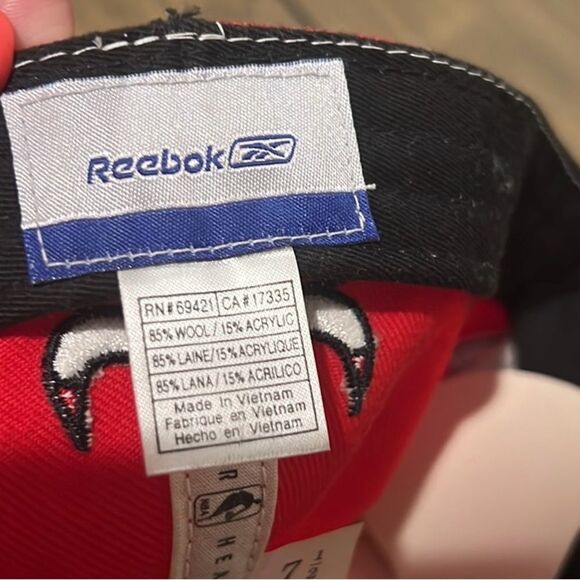 Reebok
RN#69421 CA#17335
85% WOOL/15% ACRYLIC
85% LAINE/15% ACRYLIQUE
85% LANA/15% ACRILICO
Made in Vietnam
Fabrique en Vietnam
Hecho en Vietnam
R
NBA
H E